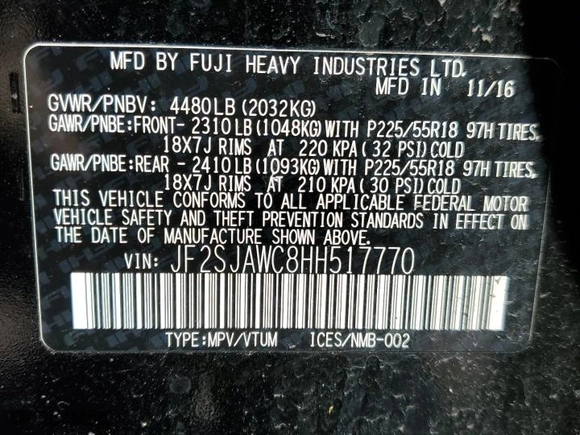 MFD BY FUJI HEAVY INDUSTRIES LTD.
MFD IN 11/16
GVWR/PNBV: 4480LB(2032KG)
GAWR/PNBE:FRONT- 2310LB(1048KG)WITH P225/55R18 97H TIRES,
18X7J RIMS AT 220 KPA(32 PSI)COLD
GAWR/PNBE:REAR - 2410LB(1093KG)WITH P225/55R18 97H TIRES,
18X7J RIMS AT 210 KPA(30 PSI)COLD
THIS VEHICLE CONFORMS TO ALL APPLICABLE FEDERAL MOTOR
VEHICLE SAFETY AND THEFT PREVENTION STANDARDS IN EFFECT ON
THE DATE OF MANUFACTURE SHOWN ABOVE.
VIN: JF2SJAWC8HH517770
TYPE:MPV/VTUM ICES/NMB-002